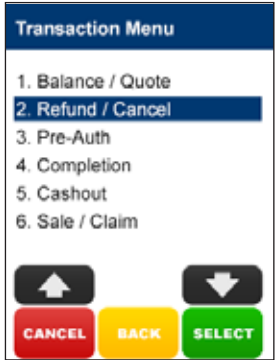 Transaction Menu
1. Balance / Quote
2. Refund / Cancel
3. Pre-Auth
4. Completion
5. Cashout
6. Sale / Claim
CANCEL BACK SELECT